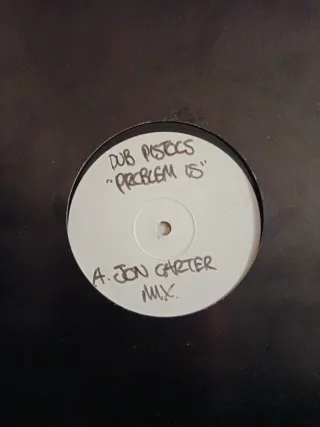 DUB PISTOLS
"PROBLEM IS"
A. JON CARTER
MIX.